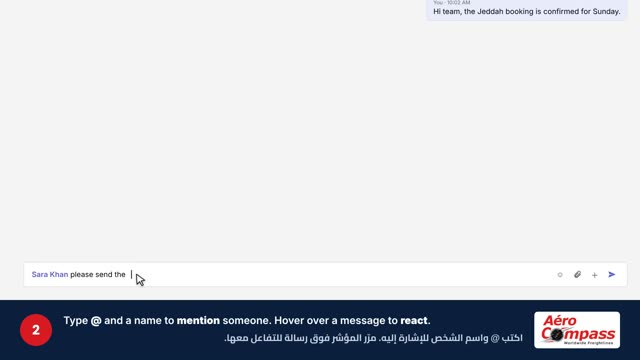 You · 10:02 AM
Hi team, the Jeddah booking is confirmed for Sunday.
Sara Khan please send the
2
Type @ and a name to mention someone. Hover over a message to react.
اكتب @ واسم الشخص للإشارة إليه. مرّر المؤشر فوق رسالة للتفاعل معها.
Aéro
Compass
Worldwide Freightlines